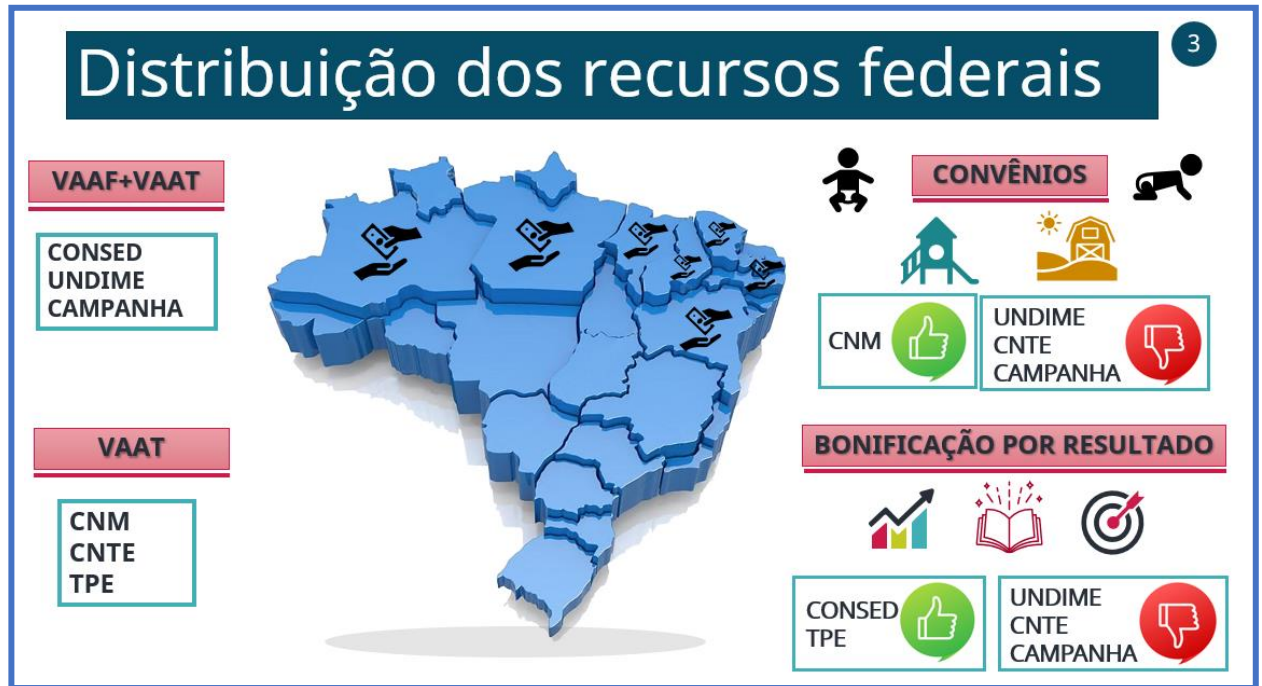 Distribuição dos recursos federais
3
VAAF+VAAT
CONSED
UNDIME
CAMPANHA
VAAT
CNM
CNTE
TPE
CONVÊNIOS
CNM
UNDIME
CNTE
CAMPANHA
BONIFICAÇÃO POR RESULTADO
CONSED
TPE
UNDIME
CNTE
CAMPANHA